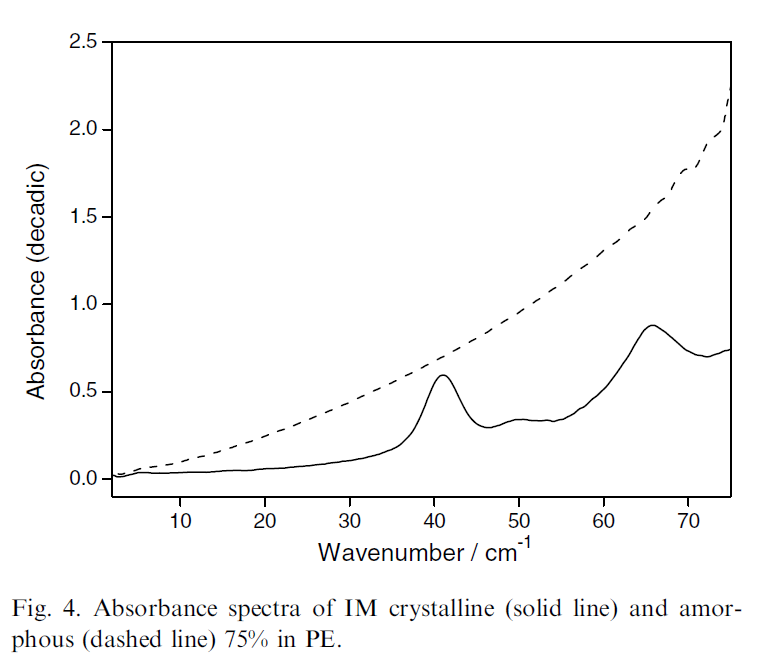 2.5
2.0
1.5
1.0
0.5
0.0
Absorbance (decadic)
10 20 30 40 50 60 70
Wavenumber / cm-1
Fig. 4. Absorbance spectra of IM crystalline (solid line) and amor-
phous (dashed line) 75% in PE.